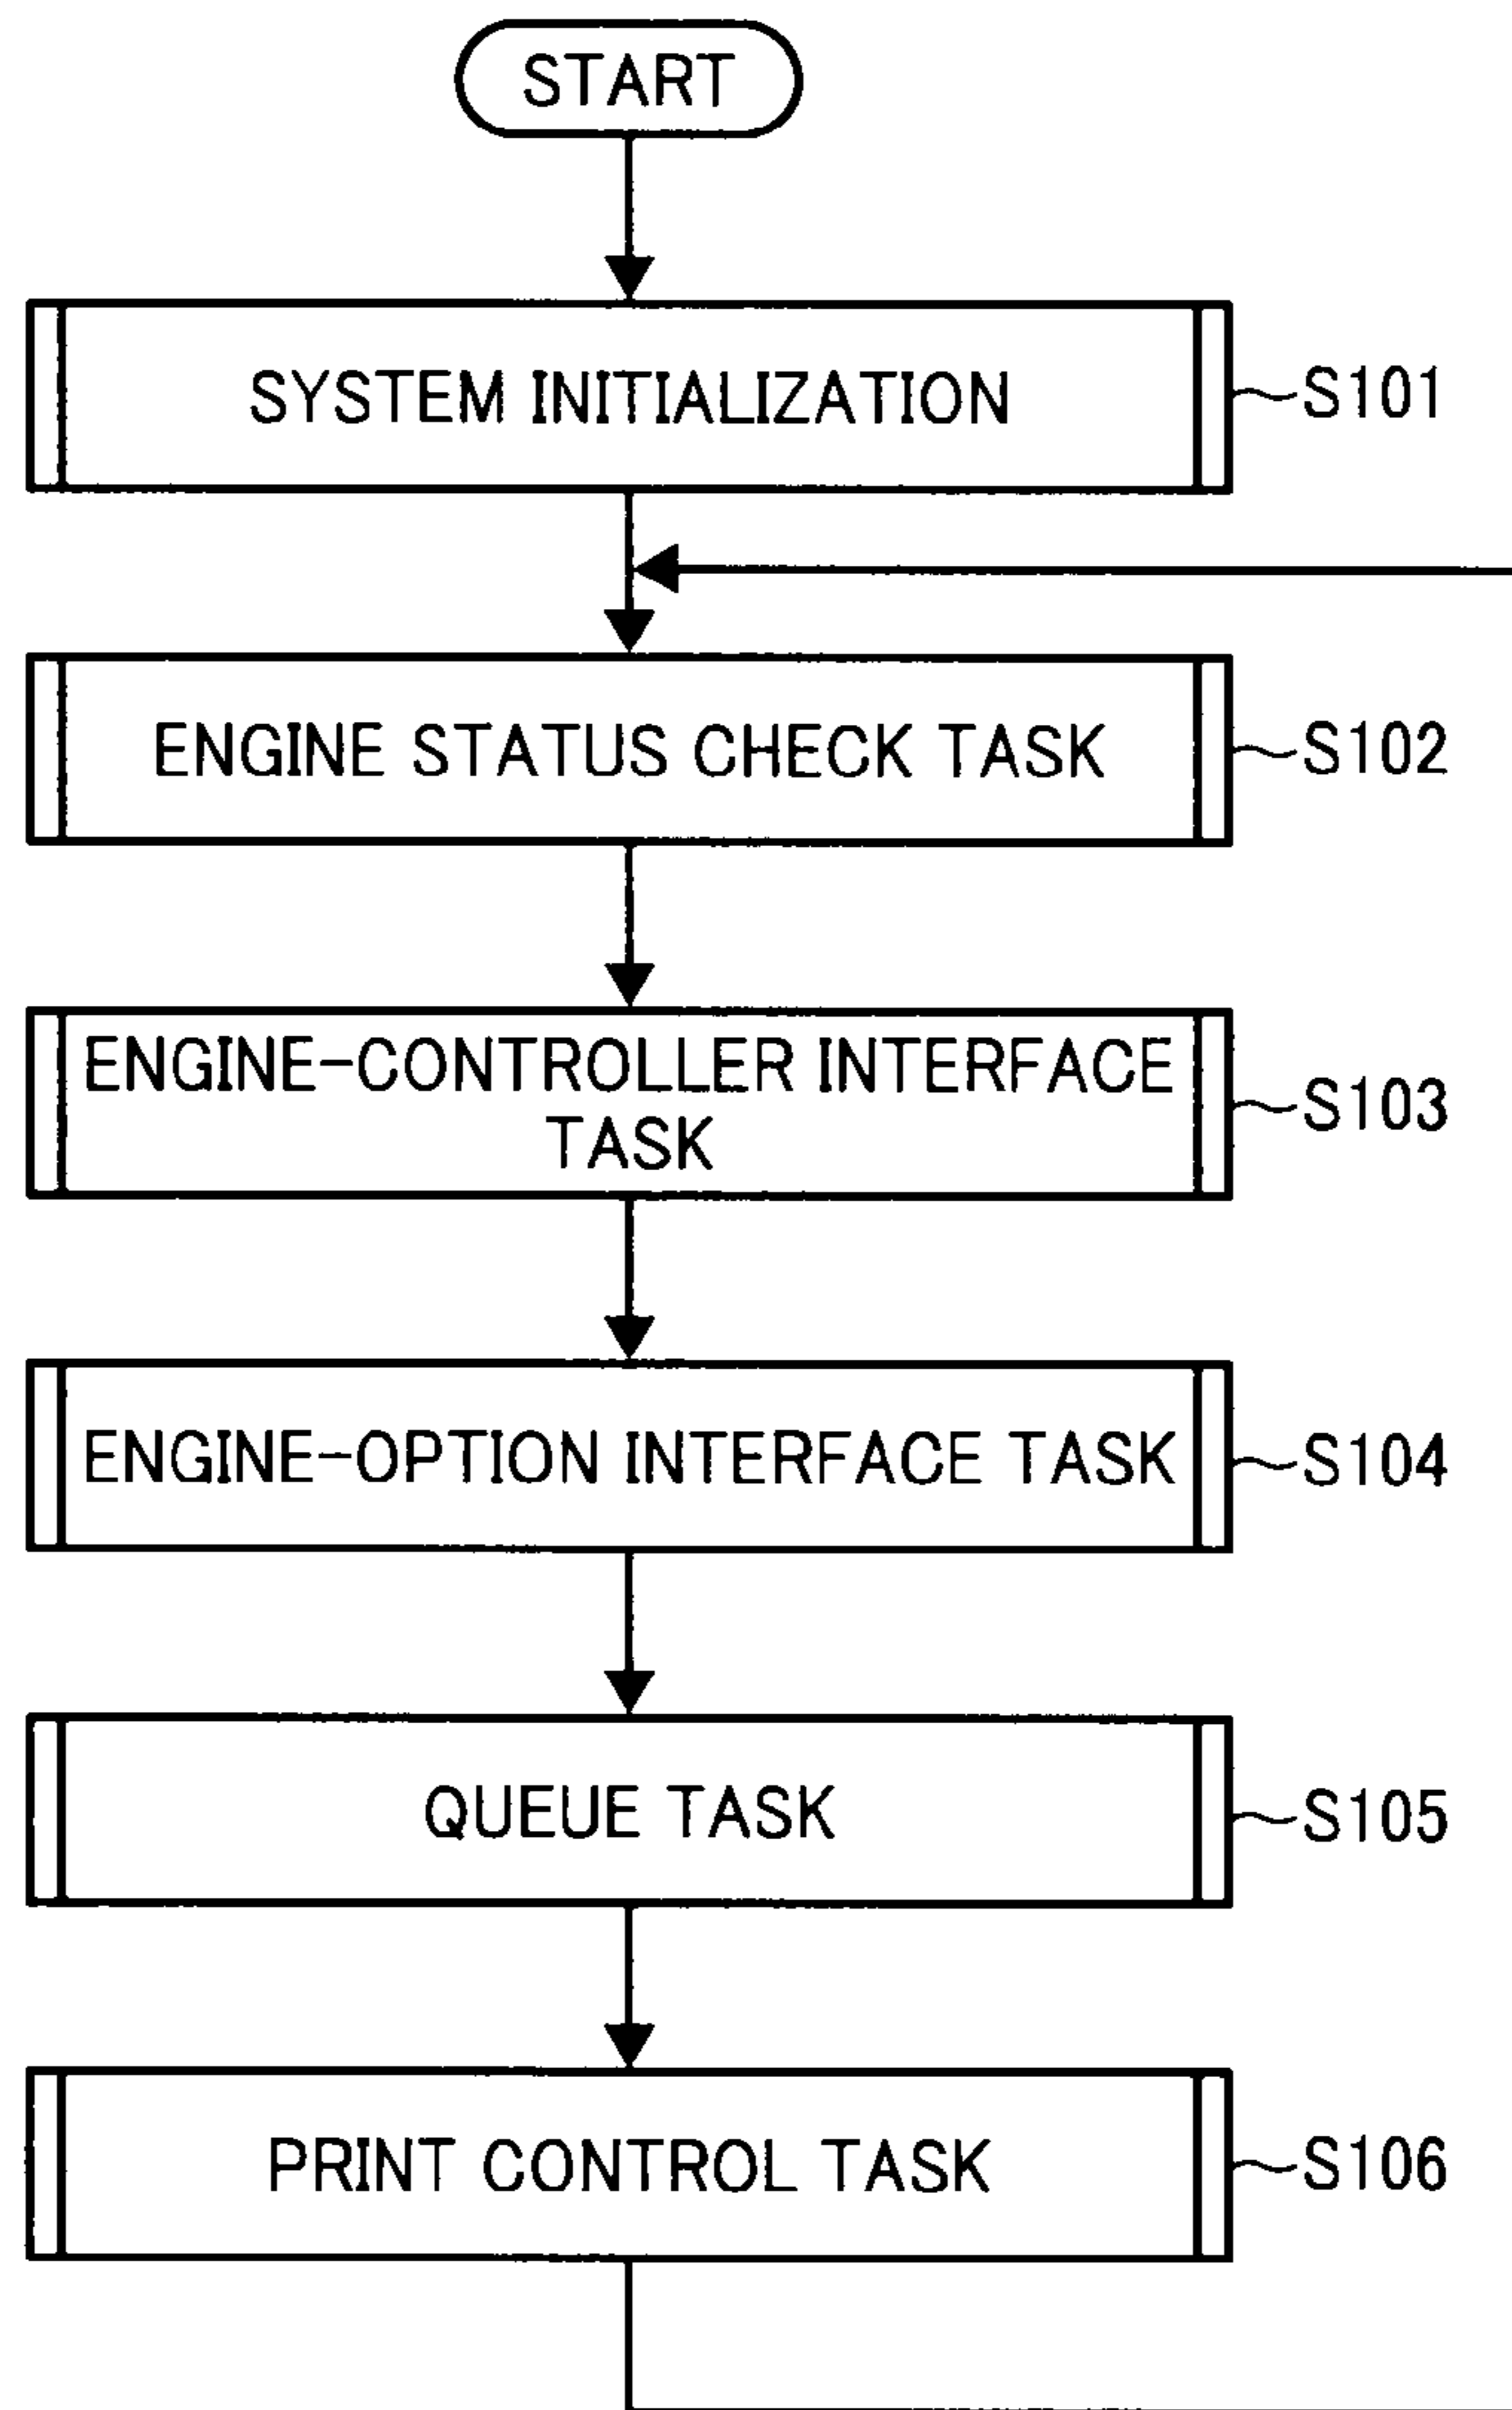 START
SYSTEM INITIALIZATION
S101
ENGINE STATUS CHECK TASK
S102
ENGINE-CONTROLLER INTERFACE
TASK
S103
ENGINE-OPTION INTERFACE TASK
S104
QUEUE TASK
S105
PRINT CONTROL TASK
S106